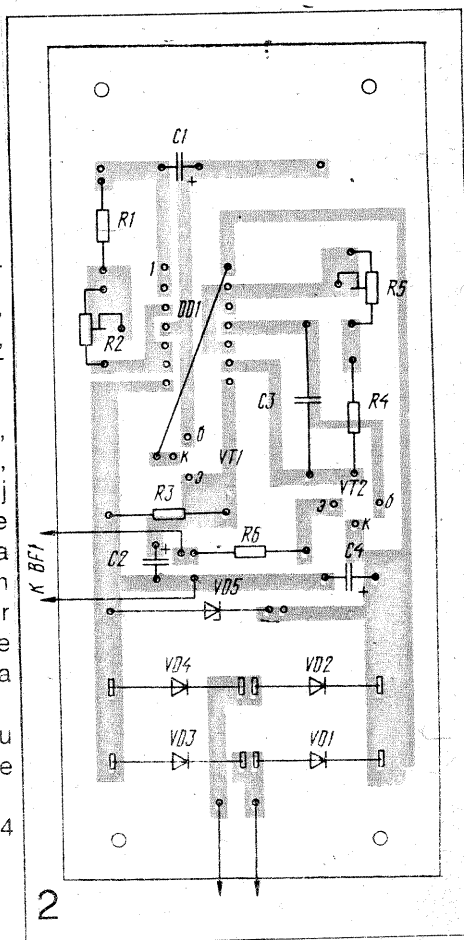 C1
+
R1
1
DD1
R5
R2
C3
R4
б
к
VT1
э
VT2
б
э
к
R3
К BF1
C2
+
R6
C4
+
VD5
VD4
VD2
VD3
VD1
2